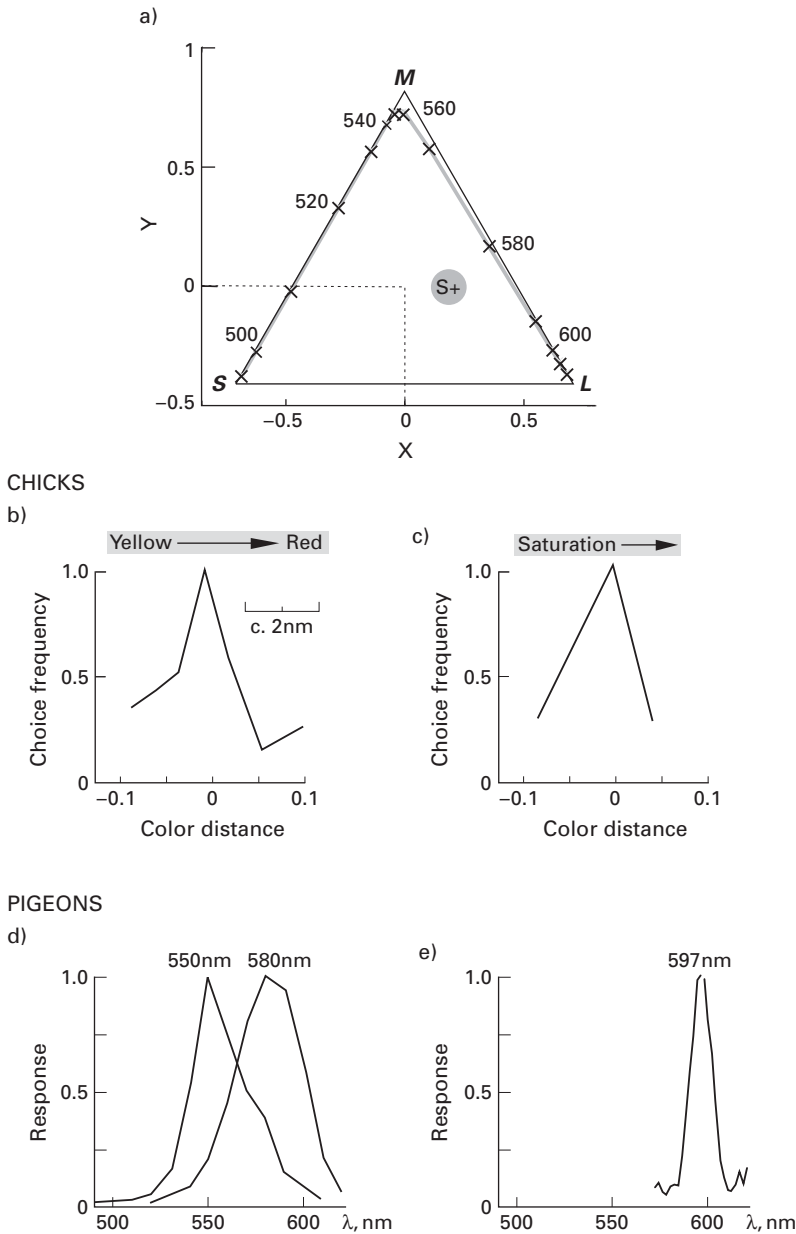 a)
1
M
540
560
0.5
520
Y
580
0
S+
500
600
S
L
−0.5
−0.5
0
0.5
X
CHICKS
b)
Yellow
Red
c)
Saturation
1.0
c. 2nm
Choice frequency
0.5
0
−0.1
0
0.1
Color distance
1.0
Choice frequency
0.5
0
−0.1
0
0.1
Color distance
PIGEONS
d)
550nm
580nm
1.0
Response
0.5
0
500
550
600
λ, nm
e)
597nm
1.0
Response
0.5
0
500
550
600
λ, nm